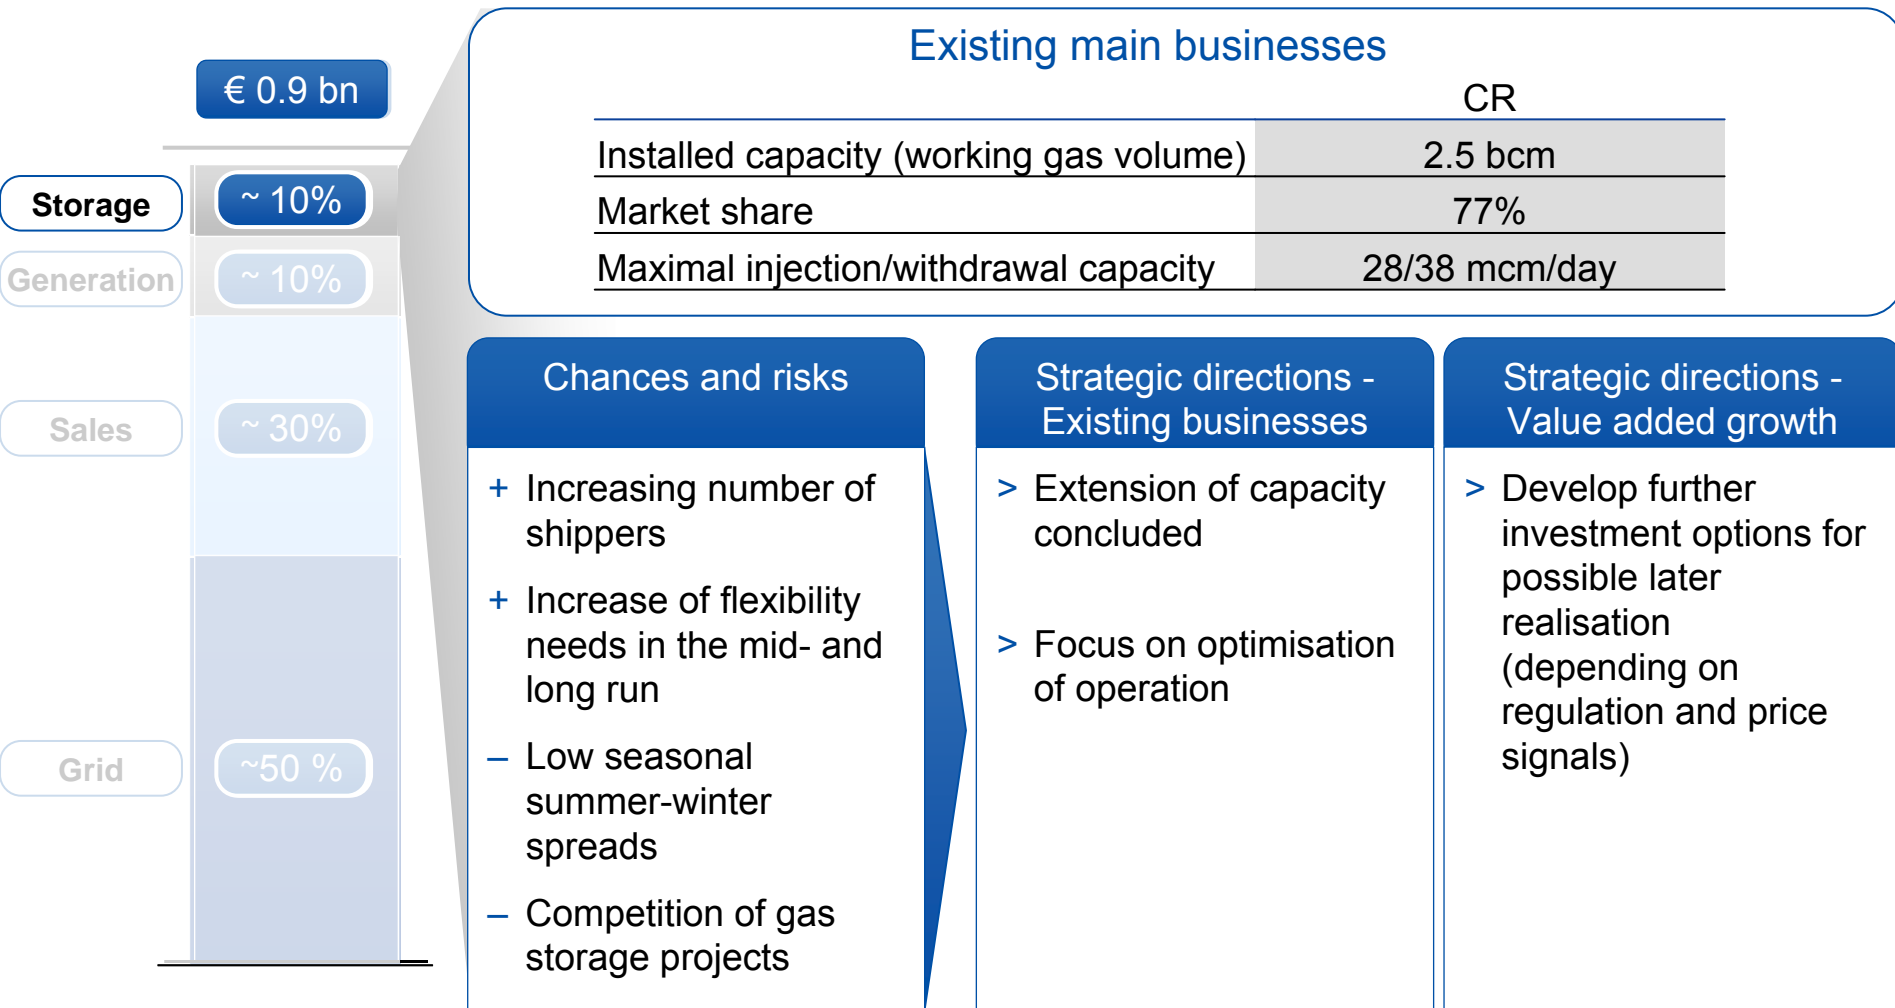 € 0.9 bn
Storage
~ 10%
Generation
~ 10%
Sales
~ 30%
Grid
~50 %
Existing main businesses
CR
Installed capacity (working gas volume) 2.5 bcm
Market share 77%
Maximal injection/withdrawal capacity 28/38 mcm/day
Chances and risks
+ Increasing number of
shippers
+ Increase of flexibility
needs in the mid- and
long run
– Low seasonal
summer-winter
spreads
– Competition of gas
storage projects
Strategic directions -
Existing businesses
> Extension of capacity
concluded
> Focus on optimisation
of operation
Strategic directions -
Value added growth
> Develop further
investment options for
possible later
realisation
(depending on
regulation and price
signals)